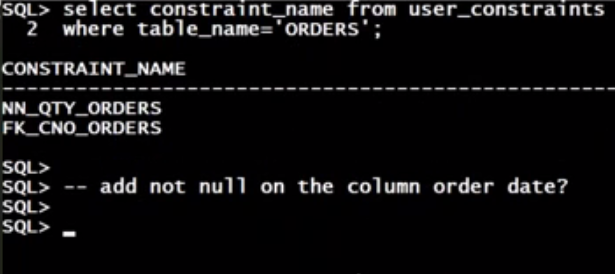 SQL> select constraint_name from user_constraints
  2  where table_name='ORDERS';
CONSTRAINT_NAME
--------------------------------------------------------------
NN_QTY_ORDERS
FK_CNO_ORDERS
SQL>
SQL> -- add not null on the column order date?
SQL>
SQL> _